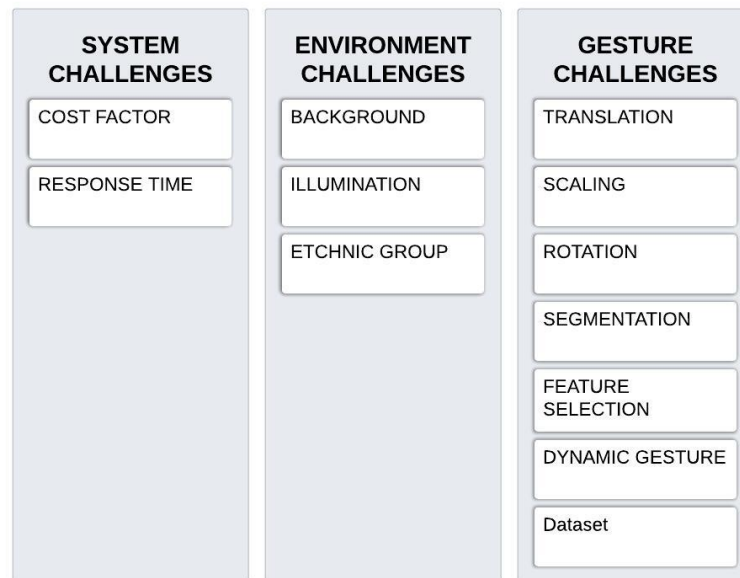 SYSTEM
CHALLENGES
COST FACTOR
RESPONSE TIME
ENVIRONMENT
CHALLENGES
BACKGROUND
ILLUMINATION
ETCHNIC GROUP
GESTURE
CHALLENGES
TRANSLATION
SCALING
ROTATION
SEGMENTATION
FEATURE
SELECTION
DYNAMIC GESTURE
Dataset